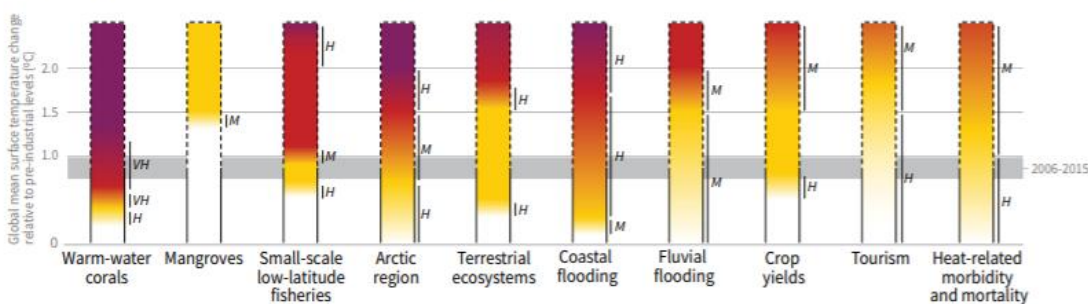 Global mean surface temperature change
relative to pre-industrial levels (°C)
2.0
1.5
1.0
0
2006-2015
VH
VH
H
M
H
M
H
H
M
H
H
H
H
H
M
M
M
M
H
M
H
M
H
Warm-water
corals
Mangroves
Small-scale
low-latitude
fisheries
Arctic
region
Terrestrial
ecosystems
Coastal
flooding
Fluvial
flooding
Crop
yields
Tourism
Heat-related
morbidity
and mortality